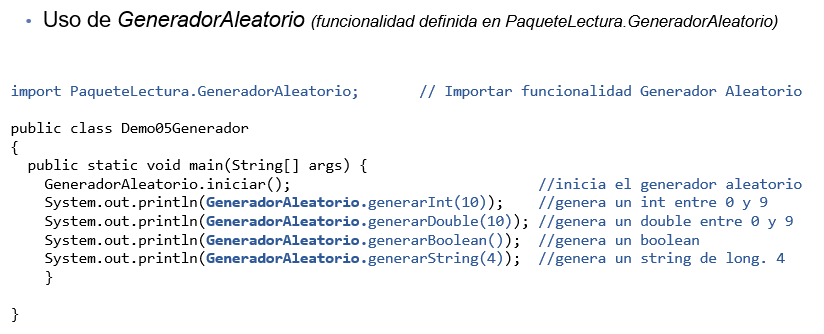 • Uso de GeneradorAleatorio (funcionalidad definida en PaqueteLectura.GeneradorAleatorio)
import PaqueteLectura.GeneradorAleatorio;       // Importar funcionalidad Generador Aleatorio
public class Demo05Generador
{
  public static void main(String[] args) {
    GeneradorAleatorio.iniciar();                             //inicia el generador aleatorio
    System.out.println(GeneradorAleatorio.generarInt(10));    //genera un int entre 0 y 9
    System.out.println(GeneradorAleatorio.generarDouble(10)); //genera un double entre 0 y 9
    System.out.println(GeneradorAleatorio.generarBoolean());  //genera un boolean
    System.out.println(GeneradorAleatorio.generarString(4));  //genera un string de long. 4
    }
}